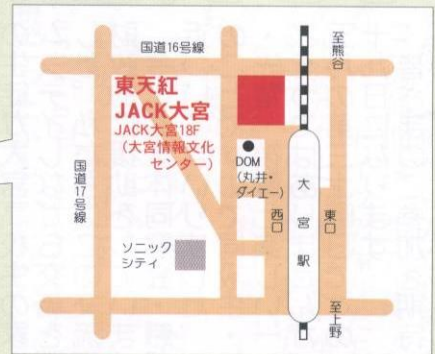 国道16号線
至熊谷
東天紅
JACK大宮
JACK大宮18F
(大宮情報文化
センター)
国道17号線
DOM
(丸井・
ダイエー)
西口
大宮駅
東口
ソニック
シティ
至上野